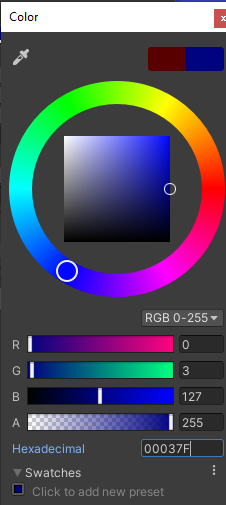 Color
RGB 0-255
R 0
G 3
B 127
A 255
Hexadecimal 00037F
Swatches
Click to add new preset